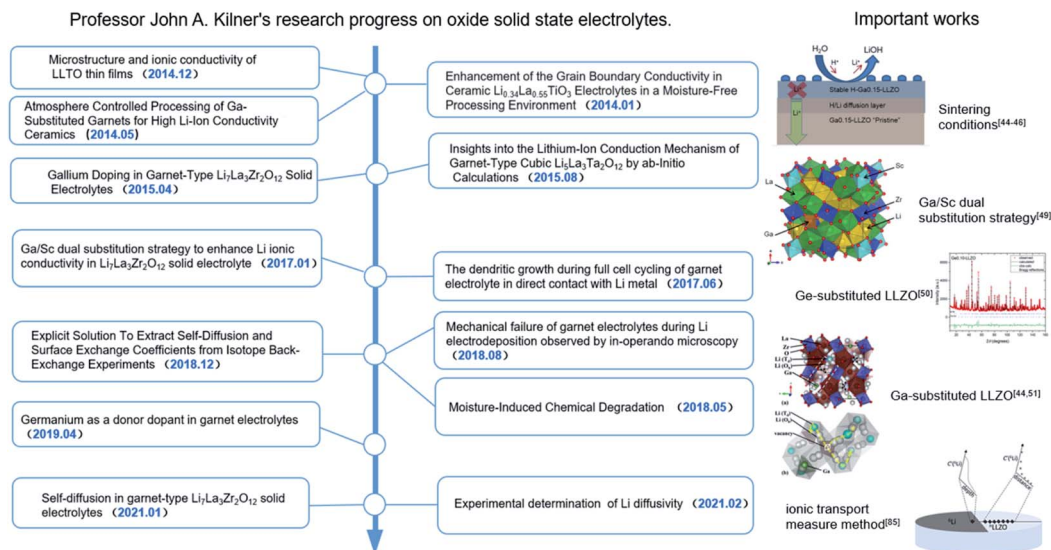 Professor John A. Kilner's research progress on oxide solid state electrolytes.
Microstructure and ionic conductivity of
LLTO thin films (2014.12)
Enhancement of the Grain Boundary Conductivity in
Ceramic Li0.34La0.55TiO3 Electrolytes in a Moisture-Free
Processing Environment (2014.01)
Atmosphere Controlled Processing of Ga-
Substituted Garnets for High Li-Ion Conductivity
Ceramics (2014.05)
Insights into the Lithium-Ion Conduction Mechanism of
Garnet-Type Cubic Li5La3Ta2O12 by ab-Initio
Calculations (2015.08)
Gallium Doping in Garnet-Type Li7La3Zr2O12 Solid
Electrolytes (2015.04)
Ga/Sc dual substitution strategy to enhance Li ionic
conductivity in Li7La3Zr2O12 solid electrolyte (2017.01)
The dendritic growth during full cell cycling of garnet
electrolyte in direct contact with Li metal (2017.06)
Explicit Solution To Extract Self-Diffusion and
Surface Exchange Coefficients from Isotope Back-
Exchange Experiments (2018.12)
Mechanical failure of garnet electrolytes during Li
electrodeposition observed by in-operando microscopy
(2018.08)
Moisture-Induced Chemical Degradation (2018.05)
Germanium as a donor dopant in garnet electrolytes
(2019.04)
Self-diffusion in garnet-type Li7La3Zr2O12 solid
electrolytes (2021.01)
Experimental determination of Li diffusivity (2021.02)
Important works
H2O
LiOH
H+
Li+
Li+
Stable H-Ga0.15-LLZO
H/Li diffusion layer
Li+
Ga0.15-LLZO "Pristine"
Sintering
conditions[44-46]
Sc
La
Zr
Li
Ga
Ga/Sc dual
substitution strategy[49]
Ge-substituted LLZO[50]
La
Zr
O
Ga
(a)
Ga-substituted LLZO[44,51]
vacancy
(b)
Ga
ionic transport
measure method[85]
depth
distance
6Li